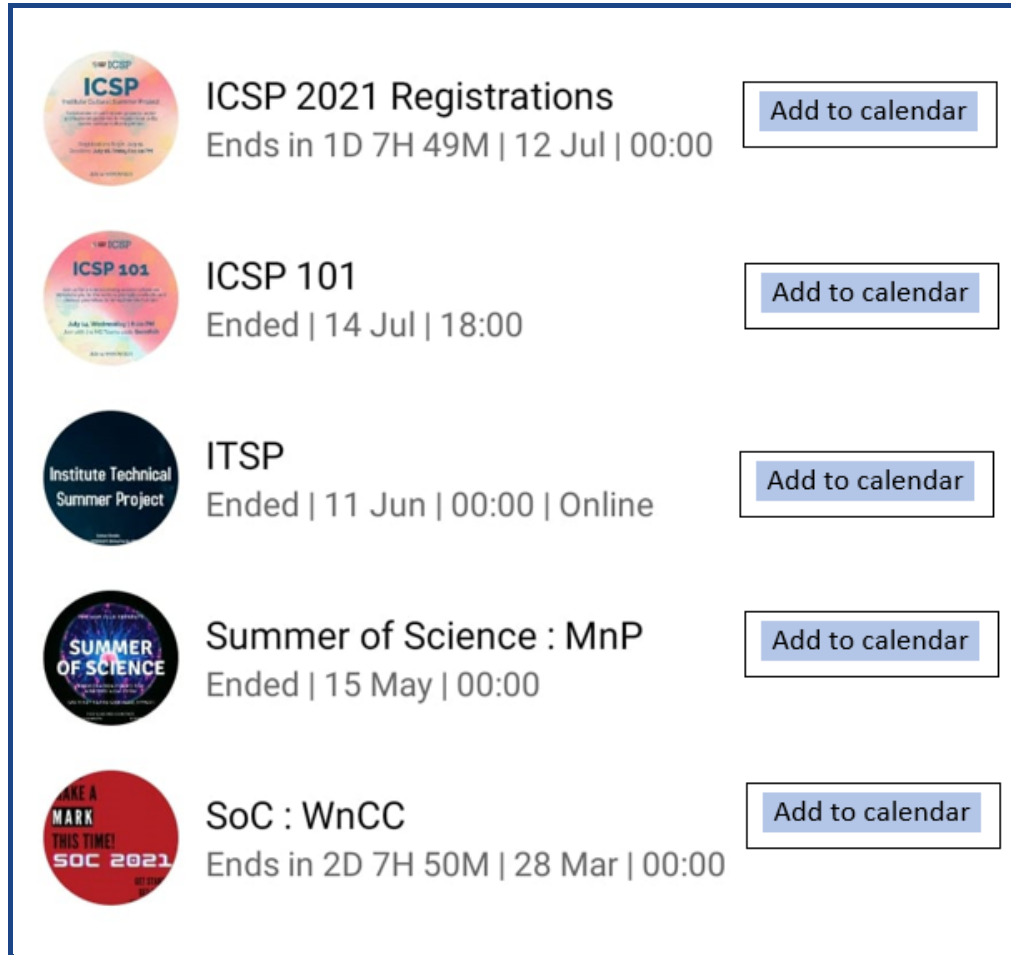 ICSP
ICSP
ICSP 2021 Registrations
Ends in 1D 7H 49M | 12 Jul | 00:00
Add to calendar
ICSP
ICSP 101
ICSP 101
Ended | 14 Jul | 18:00
Add to calendar
Institute Technical
Summer Project
ITSP
Ended | 11 Jun | 00:00 | Online
Add to calendar
SUMMER
OF SCIENCE
Summer of Science : MnP
Ended | 15 May | 00:00
Add to calendar
MARK
THIS TIME!
SOC 2021
SoC : WnCC
Ends in 2D 7H 50M | 28 Mar | 00:00
Add to calendar